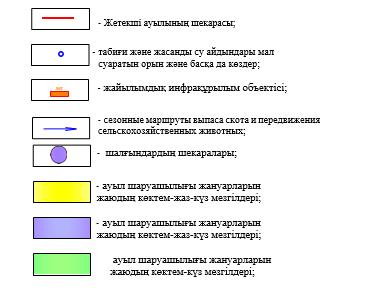 - Жетекші ауылының шекарасы;
- табиғи және жасанды су айдындары мал
суаратын орын және басқа да көздер;
- жайылымдық инфрақұрылым объектісі;
- сезонные маршруты выпаса скота и передвижения
сельскохозяйственных животных;
- шалғындардың шекаралары;
- ауыл шаруашылығы жануарларын
жаюдың көктем-жаз-күз мезгілдері;
- ауыл шаруашылығы жануарларын
жаюдың көктем-жаз-күз мезгілдері;
ауыл шаруашылығы жануарларын
жаюдың көктем-күз мезгілдері;